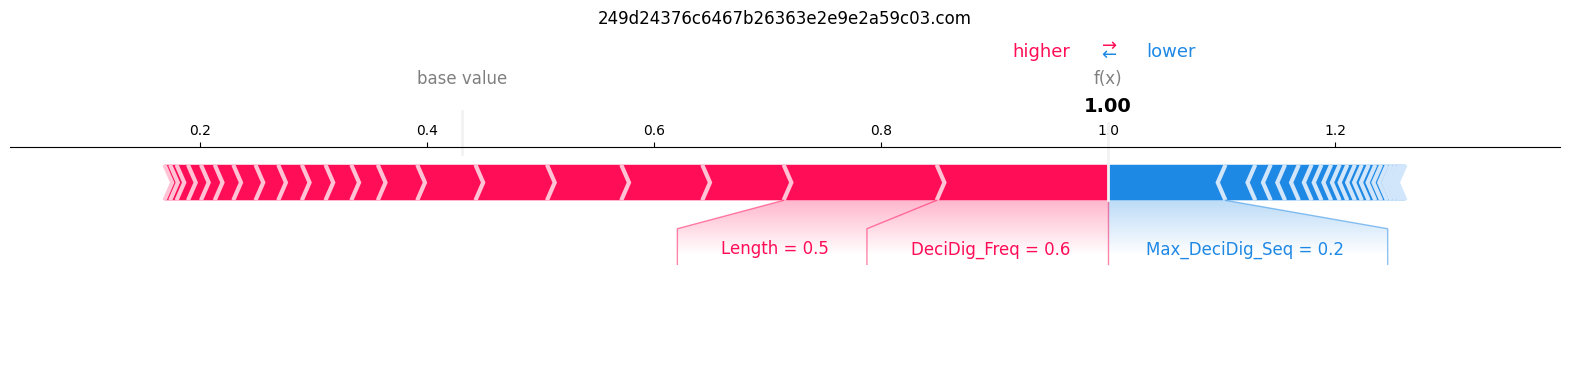 249d24376c6467b26363e2e9e2a59c03.com
higher ⇄ lower
base value f(x)
1.00
0.2 0.4 0.6 0.8 1.0 1.2
Length = 0.5 DeciDig_Freq = 0.6 Max_DeciDig_Seq = 0.2